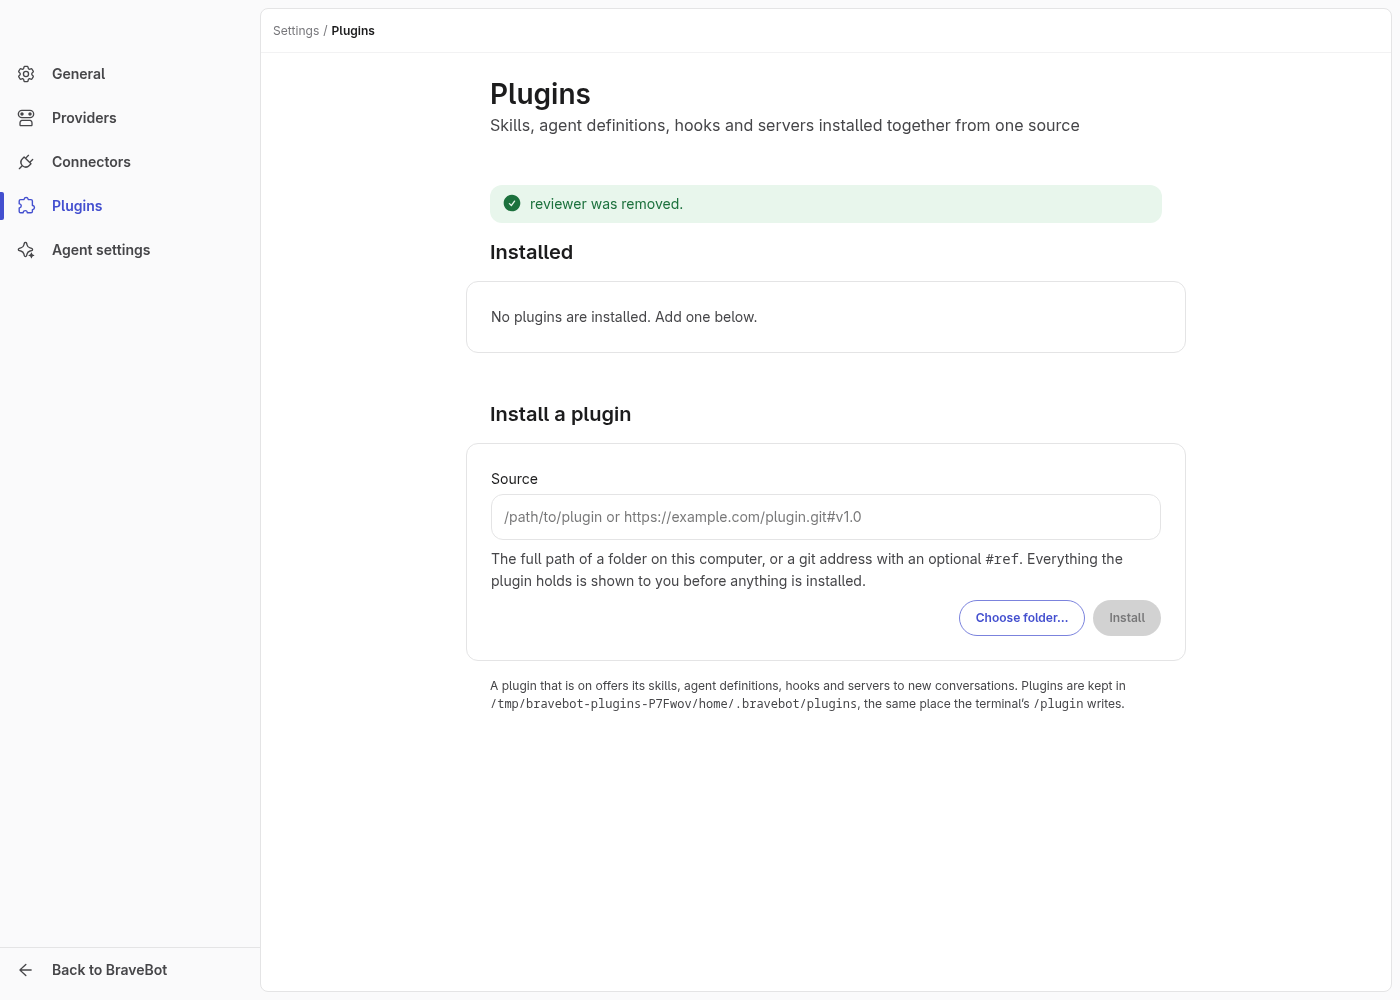 Settings / Plugins
General
Providers
Connectors
Plugins
Agent settings
Back to BraveBot
Plugins
Skills, agent definitions, hooks and servers installed together from one source
reviewer was removed.
Installed
No plugins are installed. Add one below.
Install a plugin
Source
/path/to/plugin or https://example.com/plugin.git#v1.0
The full path of a folder on this computer, or a git address with an optional #ref. Everything the
plugin holds is shown to you before anything is installed.
Choose folder...
Install
A plugin that is on offers its skills, agent definitions, hooks and servers to new conversations. Plugins are kept in
/tmp/bravebot-plugins-P7Fwov/home/.bravebot/plugins, the same place the terminal's /plugin writes.